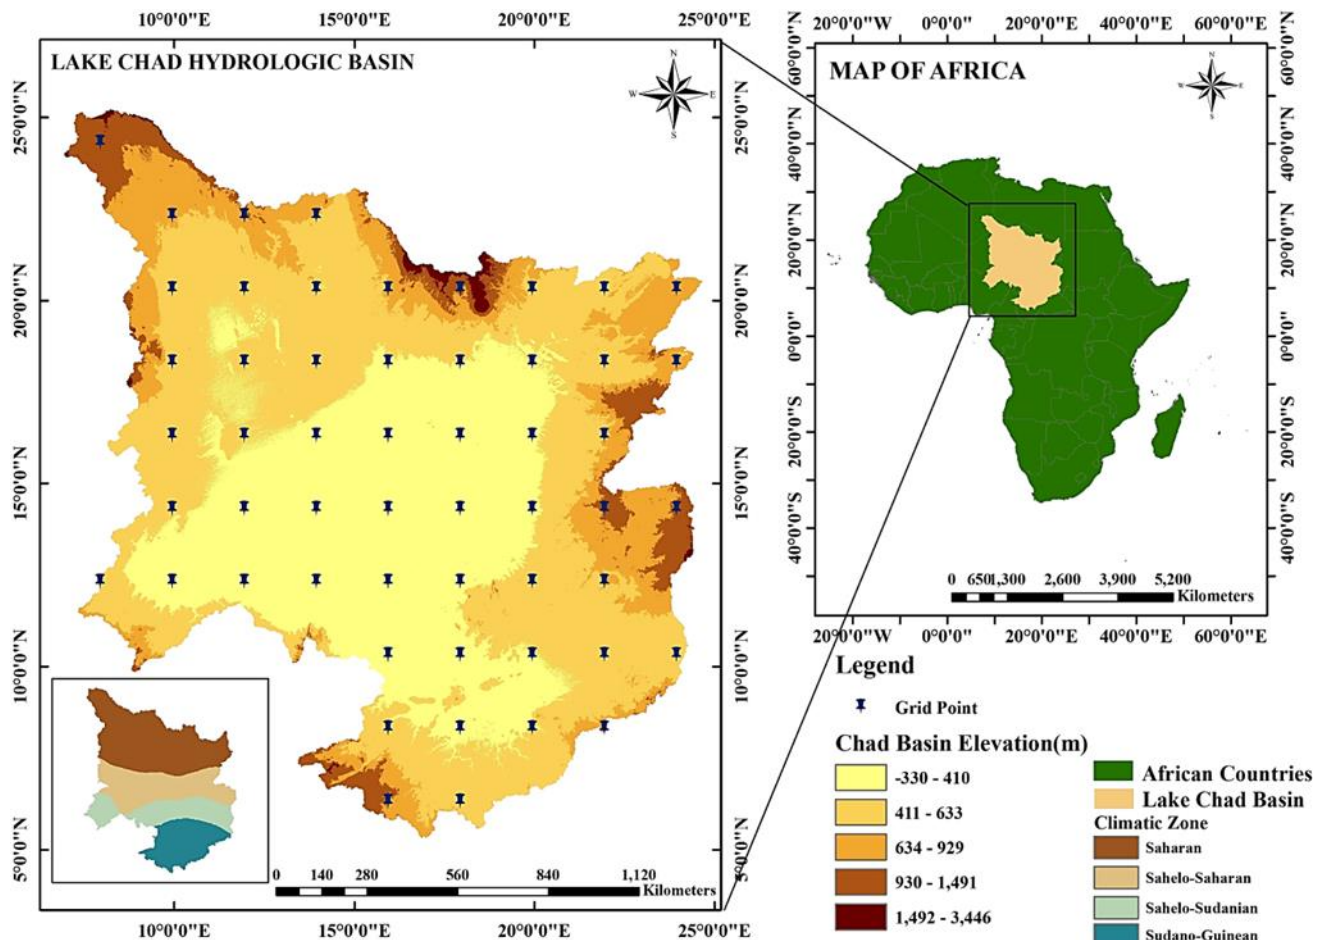 10°0'0"E 15°0'0"E 20°0'0"E 25°0'0"E
LAKE CHAD HYDROLOGIC BASIN
N
W E
S
25°0'0"N
20°0'0"N
15°0'0"N
10°0'0"N
5°0'0"N
25°0'0"N
20°0'0"N
15°0'0"N
10°0'0"N
5°0'0"N
0 140 280 560 840 1,120
Kilometers
10°0'0"E 15°0'0"E 20°0'0"E 25°0'0"E
20°0'0"W 0°0'0" 20°0'0"E 40°0'0"E 60°0'0"E
MAP OF AFRICA
N
W E
S
60°0'0"N
40°0'0"N
20°0'0"N
0°0'0"
20°0'0"S
40°0'0"S
60°0'0"N
40°0'0"N
20°0'0"N
0°0'0"
20°0'0"S
40°0'0"S
0 650 1,300 2,600 3,900 5,200
Kilometers
20°0'0"W 0°0'0" 20°0'0"E 40°0'0"E 60°0'0"E
Legend
Grid Point
Chad Basin Elevation(m)
-330 - 410
411 - 633
634 - 929
930 - 1,491
1,492 - 3,446
African Countries
Lake Chad Basin
Climatic Zone
Saharan
Sahelo-Saharan
Sahelo-Sudanian
Sudano-Guinean